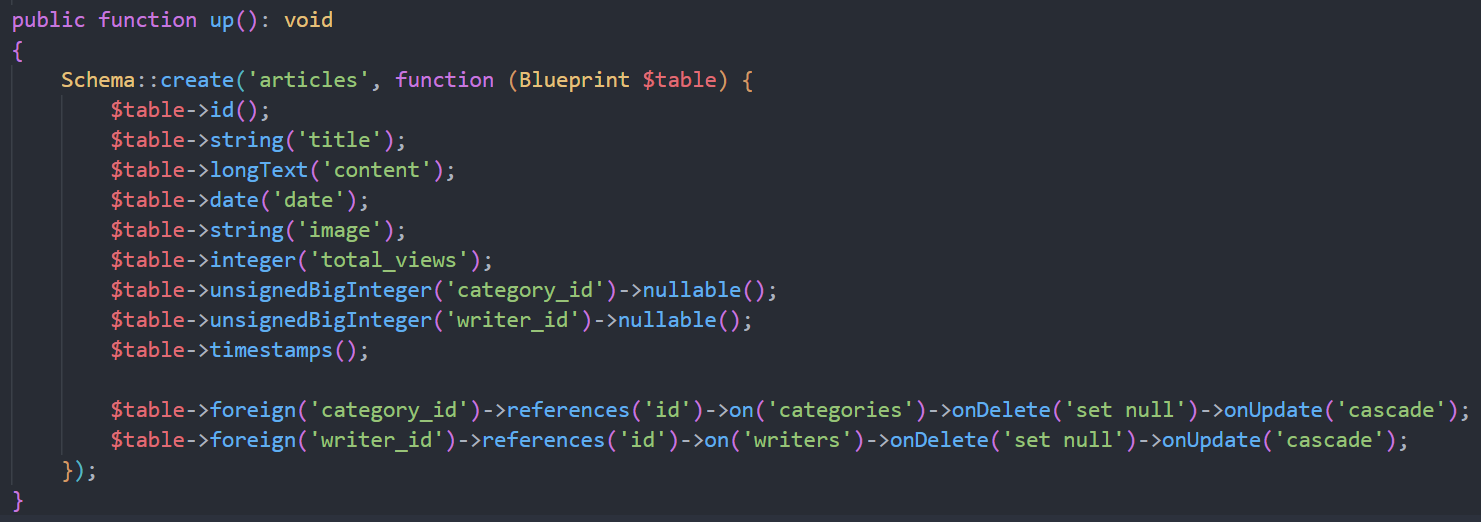 public function up(): void
{
    Schema::create('articles', function (Blueprint $table) {
        $table->id();
        $table->string('title');
        $table->longText('content');
        $table->date('date');
        $table->string('image');
        $table->integer('total_views');
        $table->unsignedBigInteger('category_id')->nullable();
        $table->unsignedBigInteger('writer_id')->nullable();
        $table->timestamps();

        $table->foreign('category_id')->references('id')->on('categories')->onDelete('set null')->onUpdate('cascade');
        $table->foreign('writer_id')->references('id')->on('writers')->onDelete('set null')->onUpdate('cascade');
    });
}